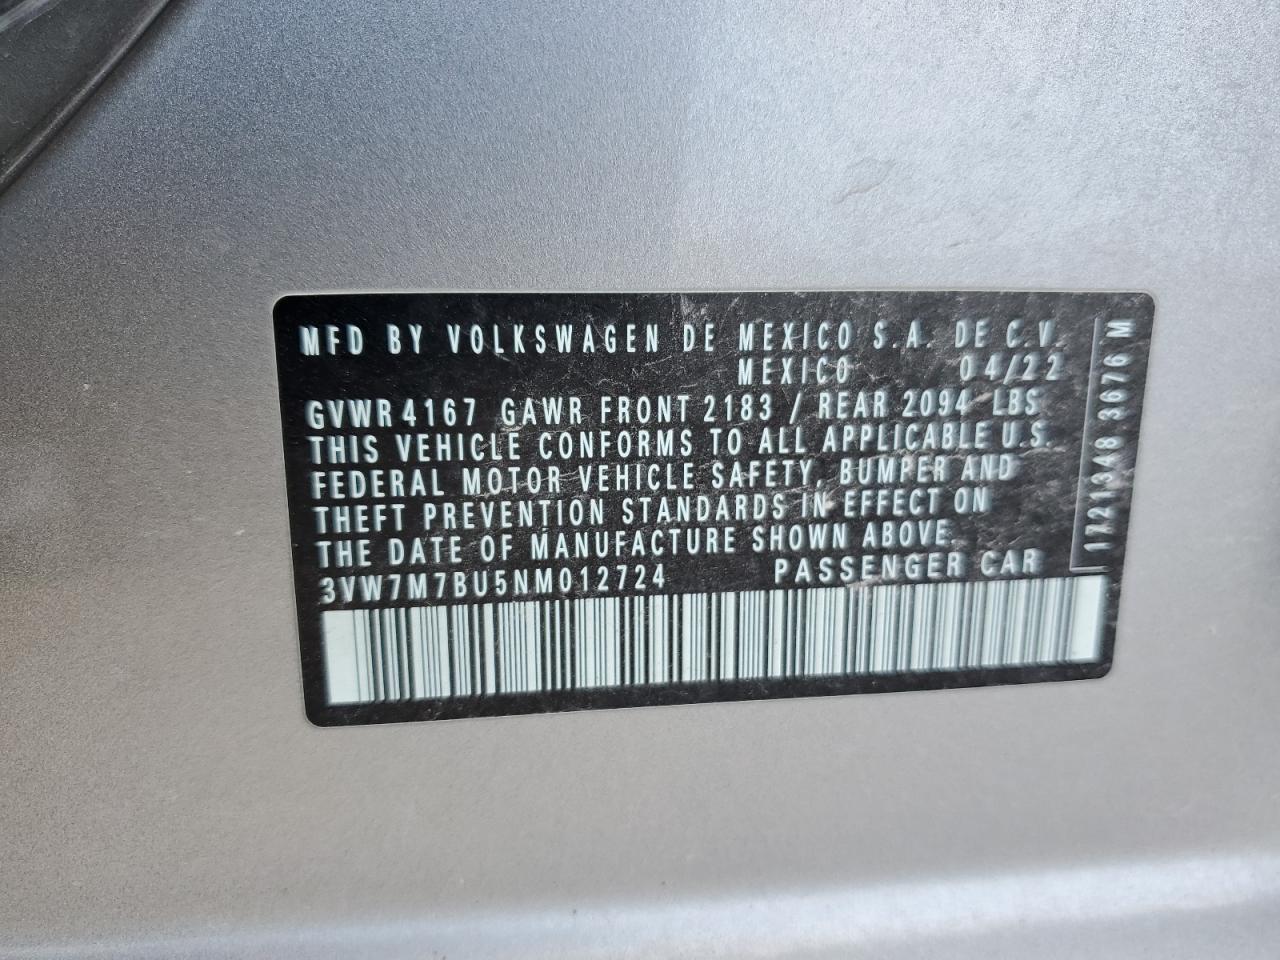 MFD BY VOLKSWAGEN DE MEXICO S.A. DE C.V.
MEXICO 04/22
GVWR 4167 GAWR FRONT 2183 / REAR 2094 LBS
THIS VEHICLE CONFORMS TO ALL APPLICABLE U.S.
FEDERAL MOTOR VEHICLE SAFETY, BUMPER AND
THEFT PREVENTION STANDARDS IN EFFECT ON
THE DATE OF MANUFACTURE SHOWN ABOVE.
3VW7M7BU5NM012724 PASSENGER CAR
1721348 3676 M